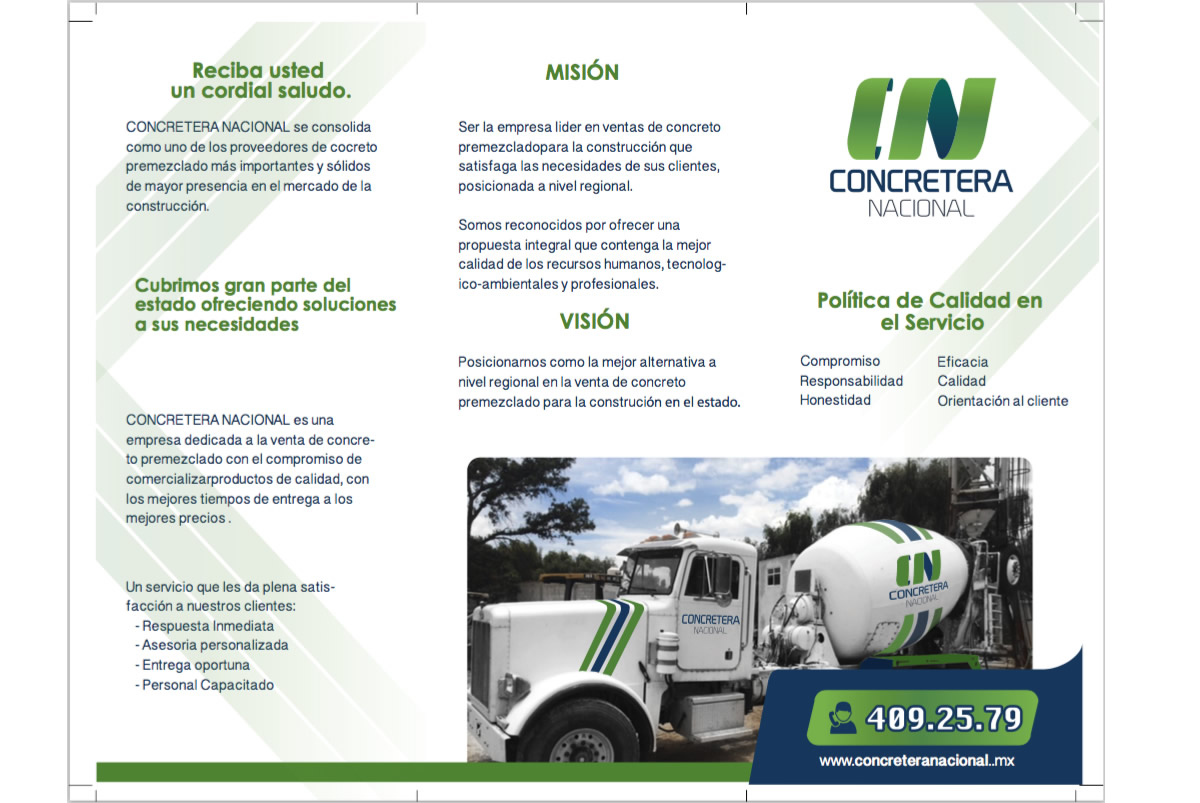 Reciba usted
un cordial saludo.
CONCRETERA NACIONAL se consolida
como uno de los proveedores de cocreto
premezclado más importantes y sólidos
de mayor presencia en el mercado de la
construcción.
Cubrimos gran parte del
estado ofreciendo soluciones
a sus necesidades
CONCRETERA NACIONAL es una
empresa dedicada a la venta de concre-
to premezclado con el compromiso de
comercializarproductos de calidad, con
los mejores tiempos de entrega a los
mejores precios .
Un servicio que les da plena satis-
facción a nuestros clientes:
- Respuesta Inmediata
- Asesoria personalizada
- Entrega oportuna
- Personal Capacitado
MISIÓN
Ser la empresa lider en ventas de concreto
premezcladopara la construcción que
satisfaga las necesidades de sus clientes,
posicionada a nivel regional.
Somos reconocidos por ofrecer una
propuesta integral que contenga la mejor
calidad de los recursos humanos, tecnolog-
ico-ambientales y profesionales.
VISIÓN
Posicionarnos como la mejor alternativa a
nivel regional en la venta de concreto
premezclado para la construción en el estado.
CN
CONCRETERA
NACIONAL
Política de Calidad en
el Servicio
Compromiso
Responsabilidad
Honestidad
Eficacia
Calidad
Orientación al cliente
CONCRETERA
NACIONAL
CN
CONCRETERA
NACIONAL
409.25.79
www.concreteranacional..mx